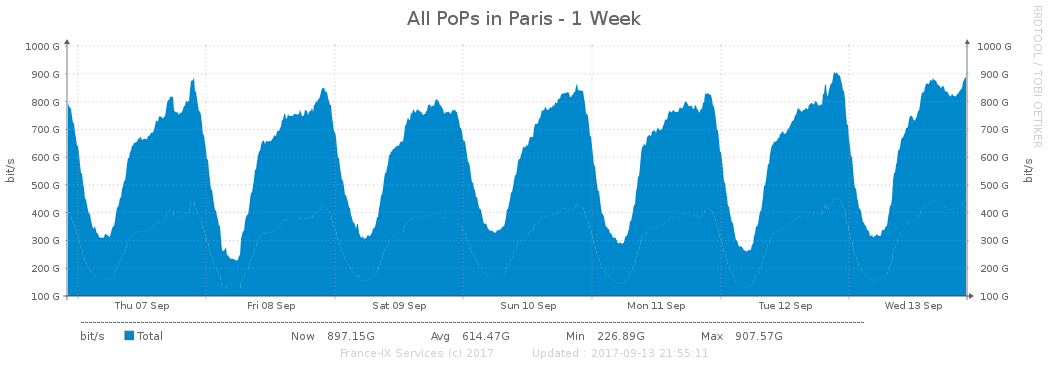 All PoPs in Paris - 1 Week
RRDTOOL / TOBI OETIKER
1000 G 1000 G
900 G 900 G
800 G 800 G
700 G 700 G
600 G 600 G
500 G 500 G
400 G 400 G
300 G 300 G
200 G 200 G
100 G 100 G
bit/s bit/s
Thu 07 Sep Fri 08 Sep Sat 09 Sep Sun 10 Sep Mon 11 Sep Tue 12 Sep Wed 13 Sep
bit/s Total Now 897.15G Avg 614.47G Min 226.89G Max 907.57G
France-IX Services (c) 2017 Updated : 2017-09-13 21:55:11